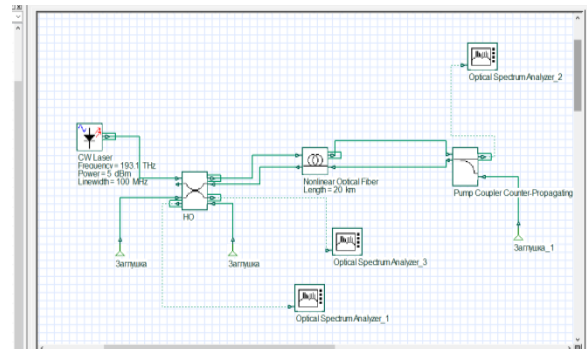 Optical Spectrum Analyzer_2
CW Laser
Frequency = 193.1 THz
Power = 5 dBm
Linewidth = 100 MHz
Nonlinear Optical Fiber
Length = 20 km
Pump Coupler Counter-Propagating
НО
Заглушка
Заглушка
Заглушка_1
Optical Spectrum Analyzer_3
Optical Spectrum Analyzer_1